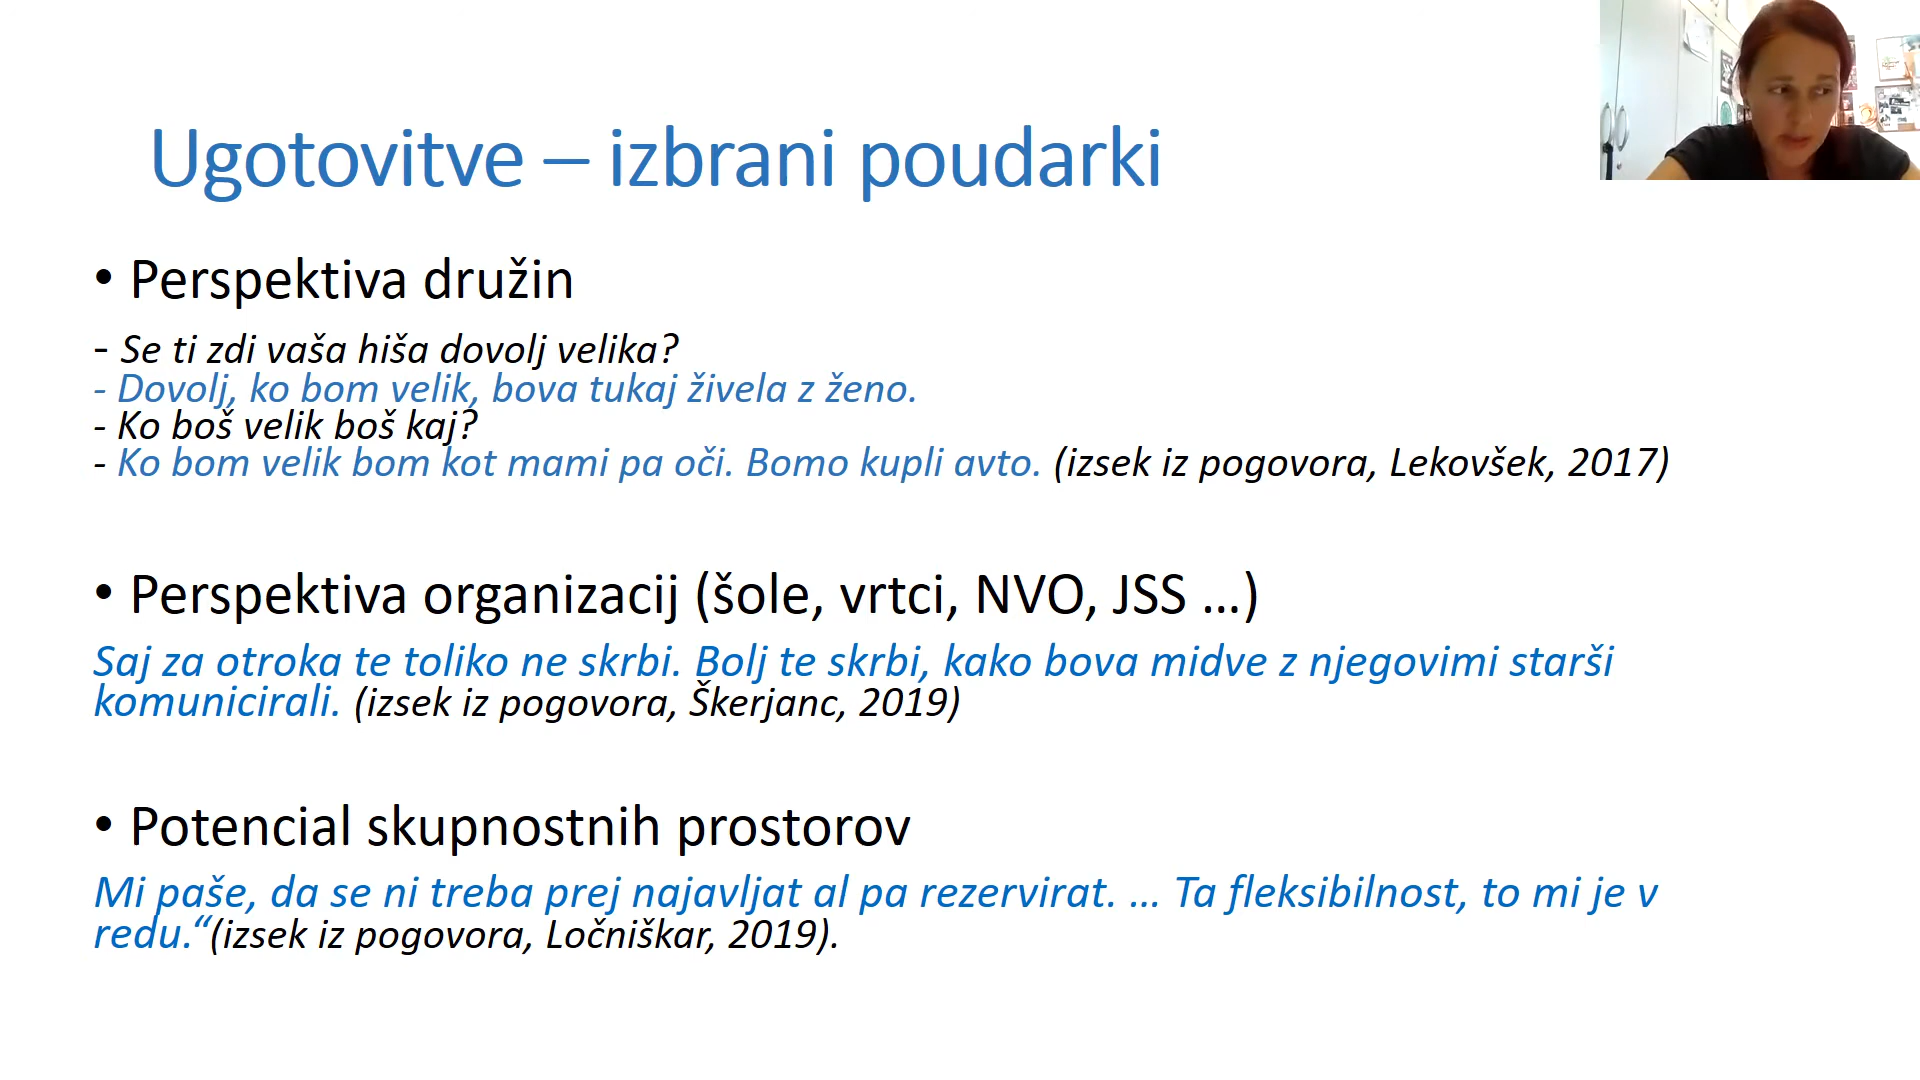 Ugotovitve – izbrani poudarki
• Perspektiva družin
- Se ti zdi vaša hiša dovolj velika?
- Dovolj, ko bom velik, bova tukaj živela z ženo.
- Ko boš velik boš kaj?
- Ko bom velik bom kot mami pa oči. Bomo kupli avto. (izsek iz pogovora, Lekovšek, 2017)
• Perspektiva organizacij (šole, vrtci, NVO, JSS …)
Saj za otroka te toliko ne skrbi. Bolj te skrbi, kako bova midve z njegovimi starši
komunicirali. (izsek iz pogovora, Škerjanc, 2019)
• Potencial skupnostnih prostorov
Mi paše, da se ni treba prej najavljat al pa rezervirat. … Ta fleksibilnost, to mi je v
redu.“(izsek iz pogovora, Ločniškar, 2019).